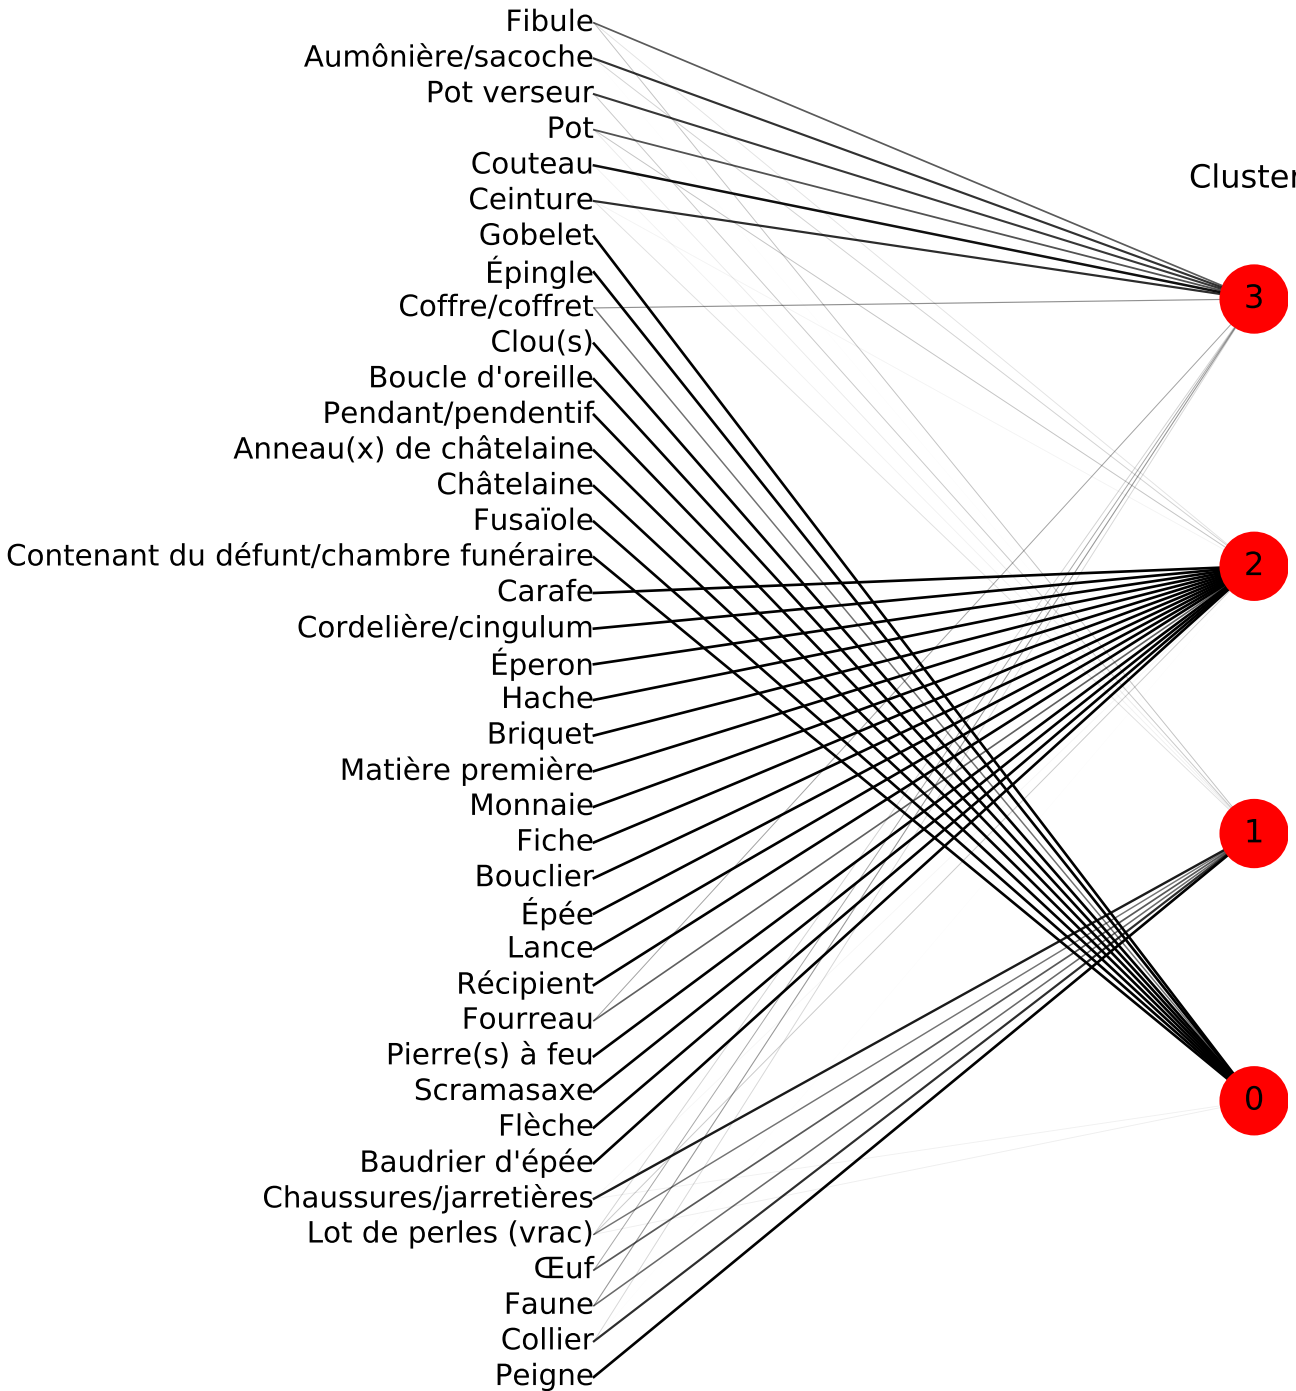 Fibule
Aumônière/sacoche
Pot verseur
Pot
Couteau
Ceinture
Gobelet
Épingle
Coffre/coffret
Clou(s)
Boucle d'oreille
Pendant/pendentif
Anneau(x) de châtelaine
Châtelaine
Fusaïole
Contenant du défunt/chambre funéraire
Carafe
Cordelière/cingulum
Éperon
Hache
Briquet
Matière première
Monnaie
Fiche
Bouclier
Épée
Lance
Récipient
Fourreau
Pierre(s) à feu
Scramasaxe
Flèche
Baudrier d'épée
Chaussures/jarretières
Lot de perles (vrac)
Œuf
Faune
Collier
Peigne
Cluster
3
2
1
0